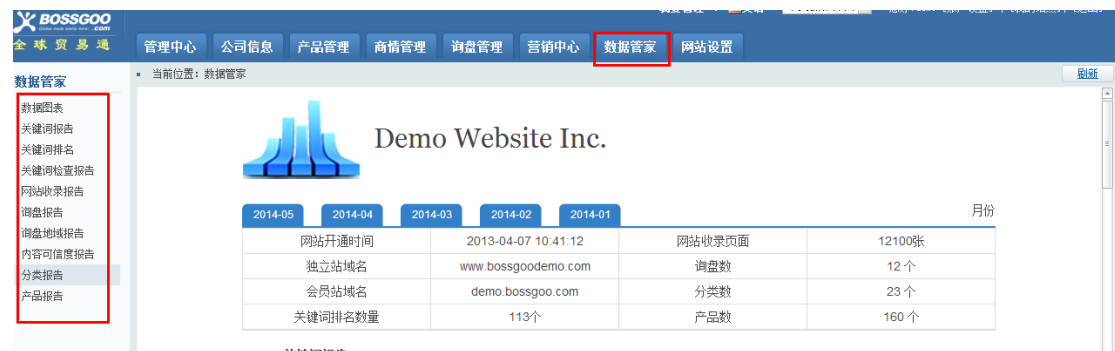 BOSSGOO
.com
全球贸易通
管理中心 公司信息 产品管理 商情管理 询盘管理 营销中心 数据管家 网站设置
数据管家
当前位置：数据管家
刷新
数据图表
关键词报告
关键词排名
关键词检查报告
网站收录报告
询盘报告
询盘地域报告
内容可信度报告
分类报告
产品报告
Demo Website Inc.
2014-05 2014-04 2014-03 2014-02 2014-01 月份
网站开通时间 2013-04-07 10:41:12 网站收录页面 12100张
独立站域名 www.bossgoodemo.com 询盘数 12 个
会员站域名 demo.bossgoo.com 分类数 23 个
关键词排名数量 113个 产品数 160 个